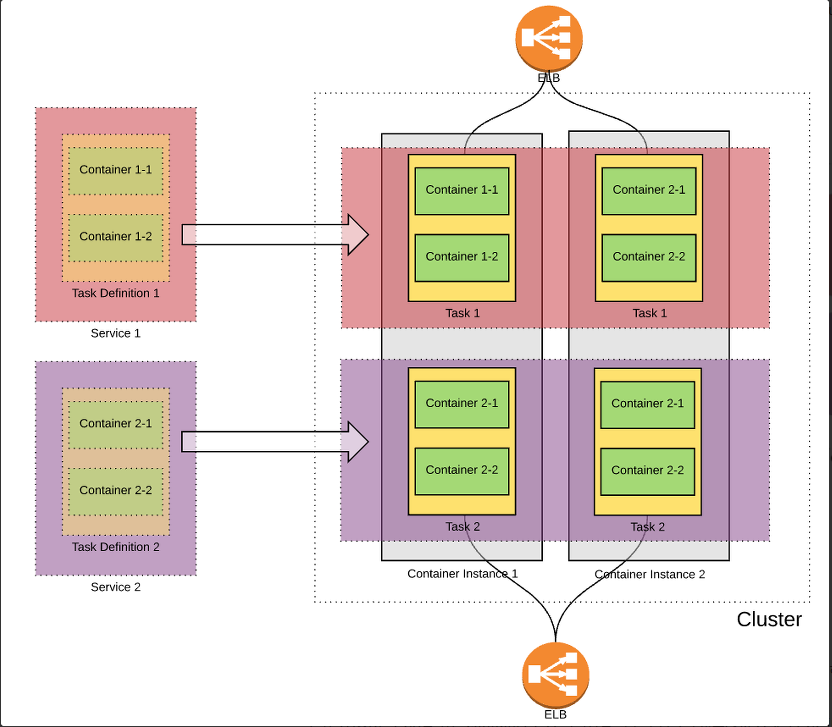 ELB
Container 1-1
Container 1-2
Task Definition 1
Service 1
Container 1-1
Container 1-2
Task 1
Container 2-1
Container 2-2
Task 1
Container 2-1
Container 2-2
Task Definition 2
Service 2
Container 2-1
Container 2-2
Task 2
Container 2-1
Container 2-2
Task 2
Container Instance 1
Container Instance 2
Cluster
ELB